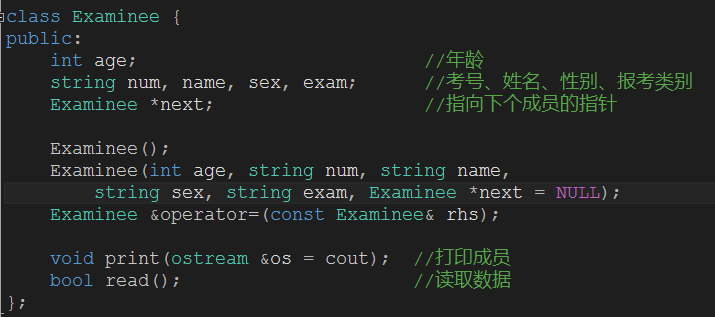 class Examinee {
public:
    int age;                          //年龄
    string num, name, sex, exam;      //考号、姓名、性别、报考类别
    Examinee *next;                   //指向下个成员的指针

    Examinee();
    Examinee(int age, string num, string name,
        string sex, string exam, Examinee *next = NULL);
    Examinee &operator=(const Examinee& rhs);

    void print(ostream &os = cout);  //打印成员
    bool read();                     //读取数据
};